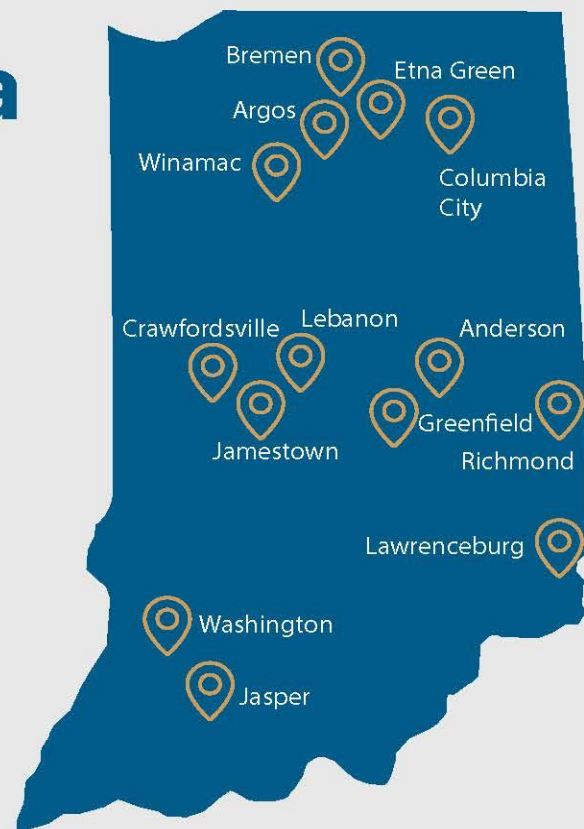 a
Bremen
Etna Green
Argos
Winamac
Columbia
City
Lebanon
Crawfordsville
Anderson
Greenfield
Jamestown
Richmond
Lawrenceburg
Washington
Jasper